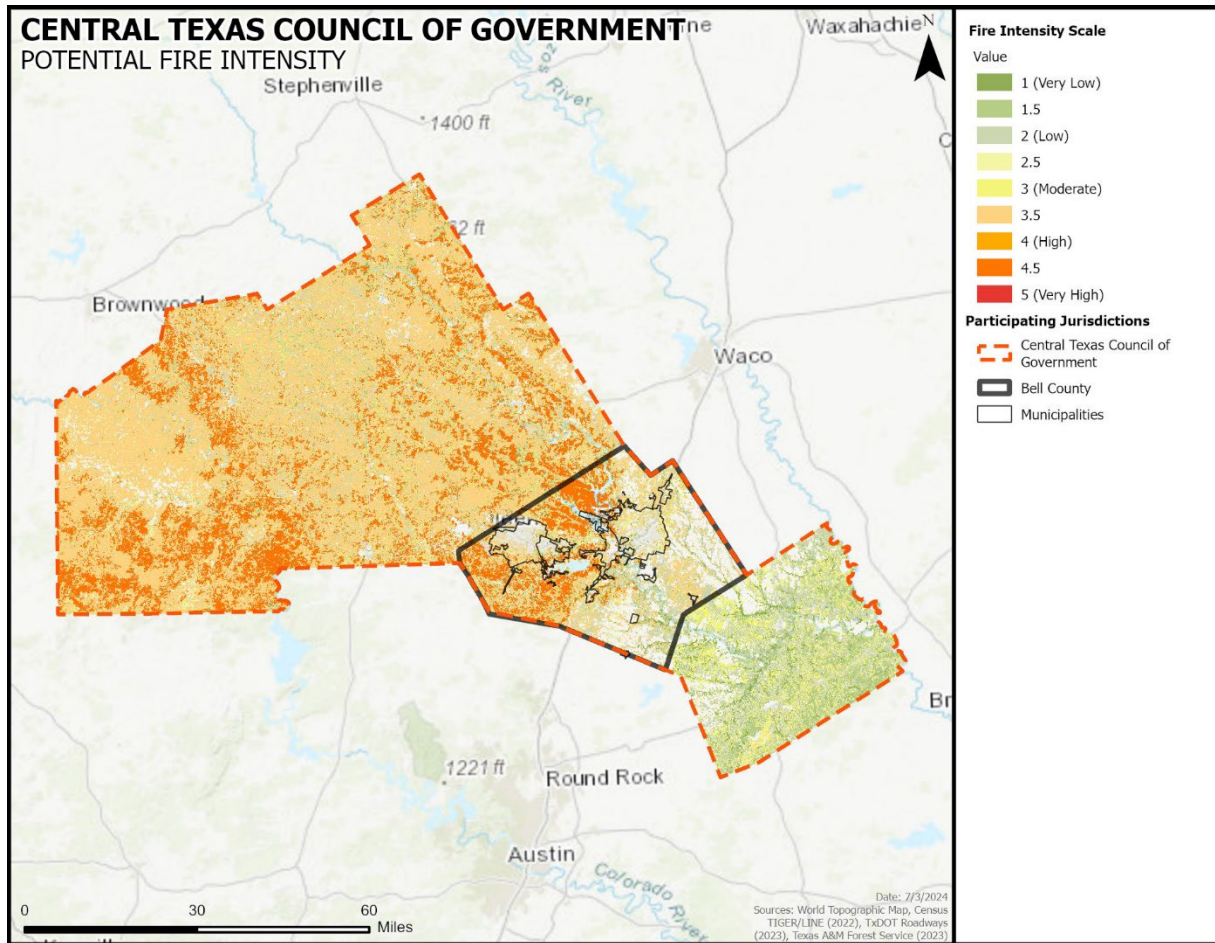 CENTRAL TEXAS COUNCIL OF GOVERNMENT
POTENTIAL FIRE INTENSITY
Waxahachie
N
Stephenville
River
1400 ft
62 ft
Brownwood
Waco
1221 ft
Round Rock
Austin
Colorado River
Br
0 30 60
Miles
Date: 7/3/2024
Sources: World Topographic Map, Census
TIGER/LINE (2022), TxDOT Roadways
(2023), Texas A&M Forest Service (2023)
Fire Intensity Scale
Value
1 (Very Low)
1.5
2 (Low)
2.5
3 (Moderate)
3.5
4 (High)
4.5
5 (Very High)
Participating Jurisdictions
Central Texas Council of
Government
Bell County
Municipalities